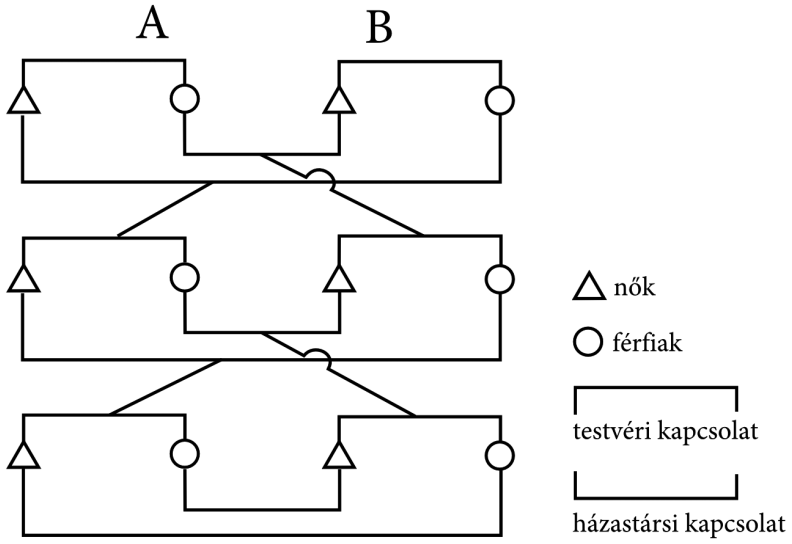 A B
nők
férfiak
testvéri kapcsolat
házastársi kapcsolat